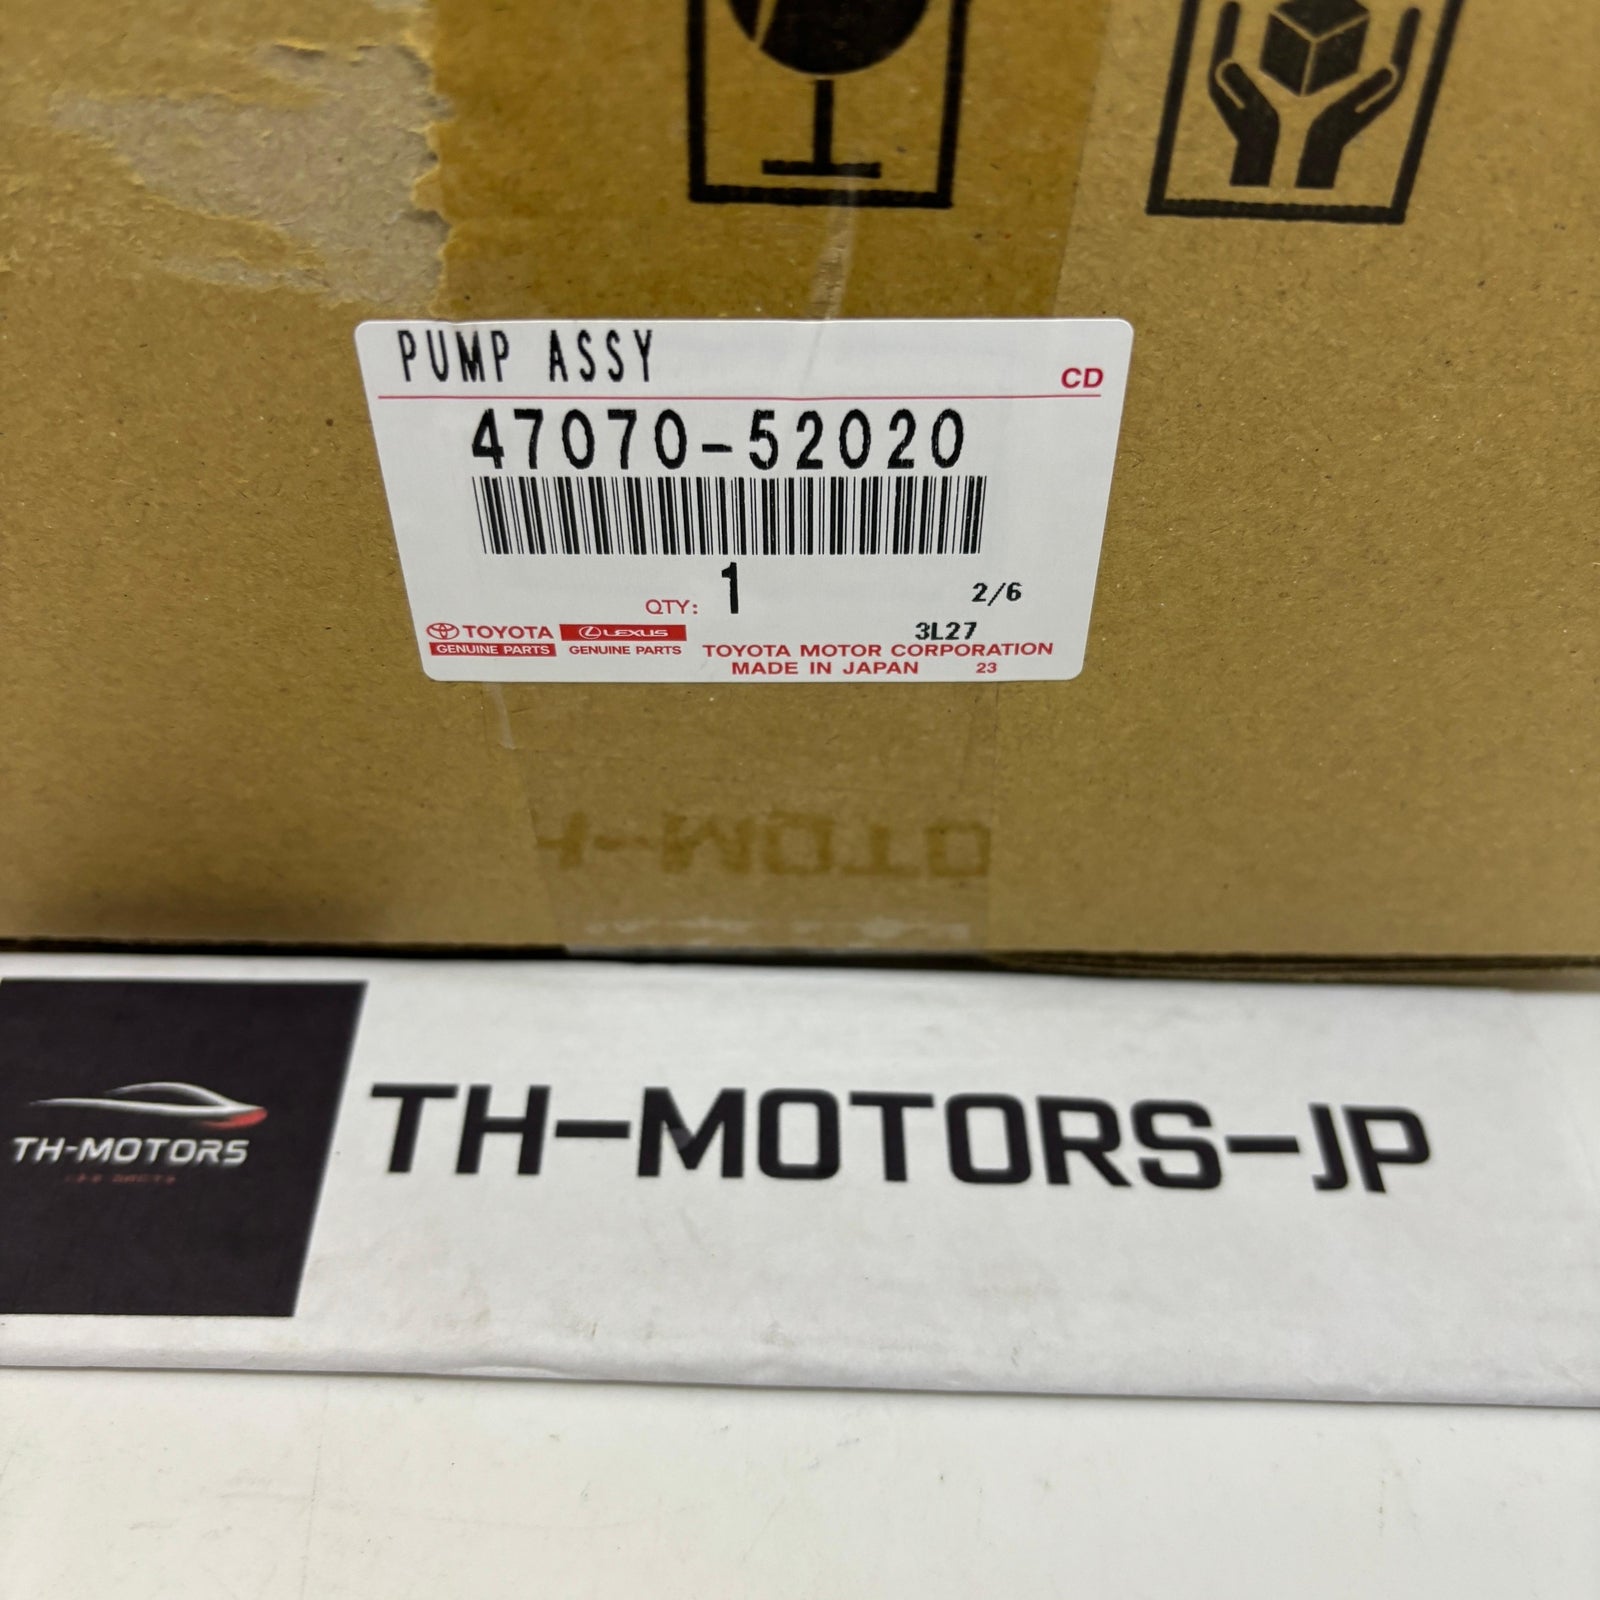 PUMP ASSY
CD
47070-52020
QTY: 1
2/6
3L27
TOYOTA LEXUS
GENUINE PARTS GENUINE PARTS
TOYOTA MOTOR CORPORATION
MADE IN JAPAN 23
H-MOTO
TH-MOTORS
TH-MOTORS-JP